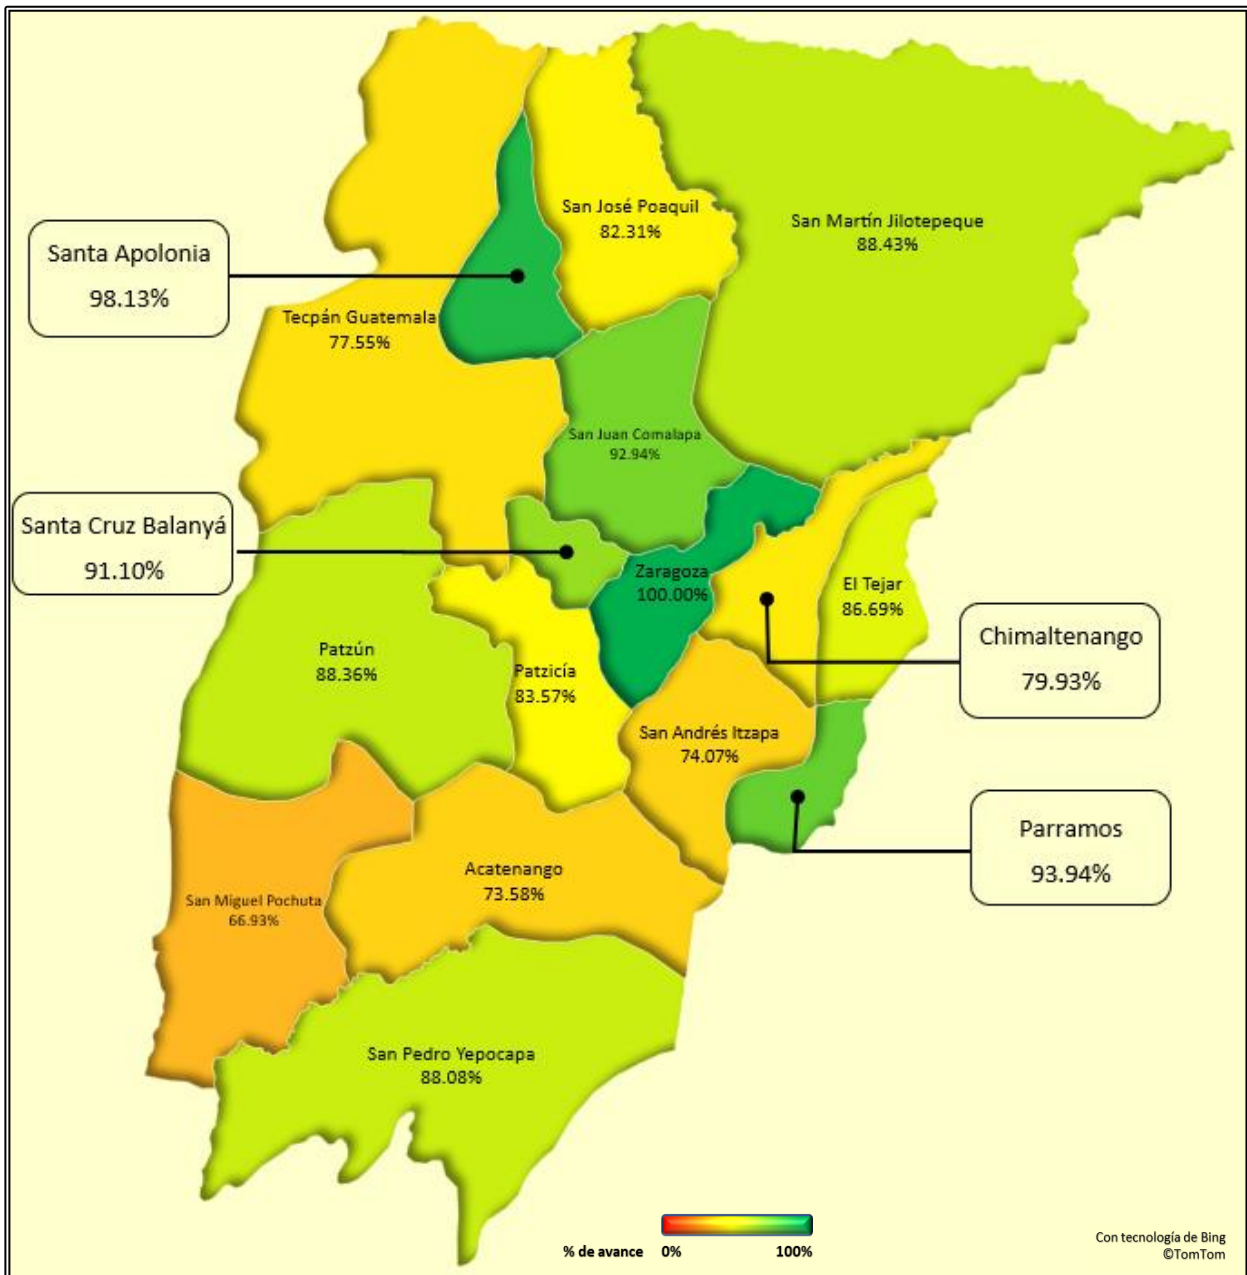 San José Poaquil
82.31%
San Martín Jilotepeque
88.43%
Santa Apolonia
98.13%
Tecpán Guatemala
77.55%
San Juan Comalapa
92.94%
Santa Cruz Balanyá
91.10%
Zaragoza
100.00%
El Tejar
86.69%
Chimaltenango
79.93%
Patzún
88.36%
Patzicía
83.57%
San Andrés Itzapa
74.07%
Parramos
93.94%
Acatenango
73.58%
San Miguel Pochuta
66.93%
San Pedro Yepocapa
88.08%
% de avance 0% 100%
Con tecnología de Bing
©TomTom